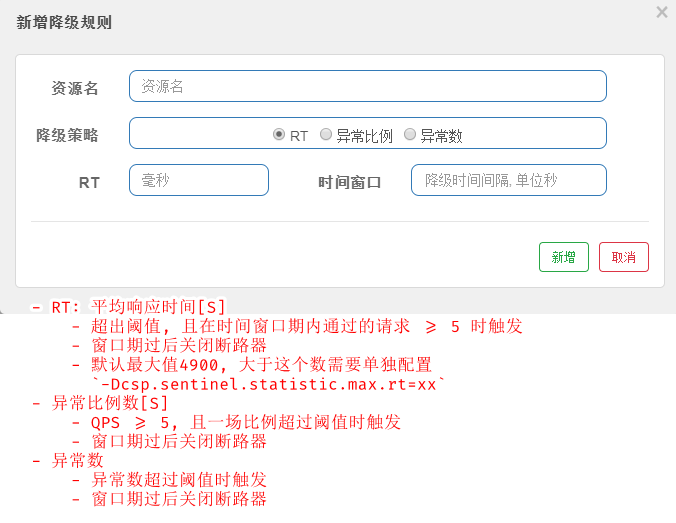 新增降级规则
×
资源名 资源名
降级策略 RT 异常比例 异常数
RT 毫秒 时间窗口 降级时间间隔, 单位秒
新增 取消
- RT: 平均响应时间[S]
- 超出阈值, 且在时间窗口期内通过的请求 ≥ 5 时触发
- 窗口期过后关闭断路器
- 默认最大值4900, 大于这个数需要单独配置
`-Dcsp.sentinel.statistic.max.rt=xx`
- 异常比例数[S]
- QPS ≥ 5, 且一场比例超过阈值时触发
- 窗口期过后关闭断路器
- 异常数
- 异常数超过阈值时触发
- 窗口期过后关闭断路器